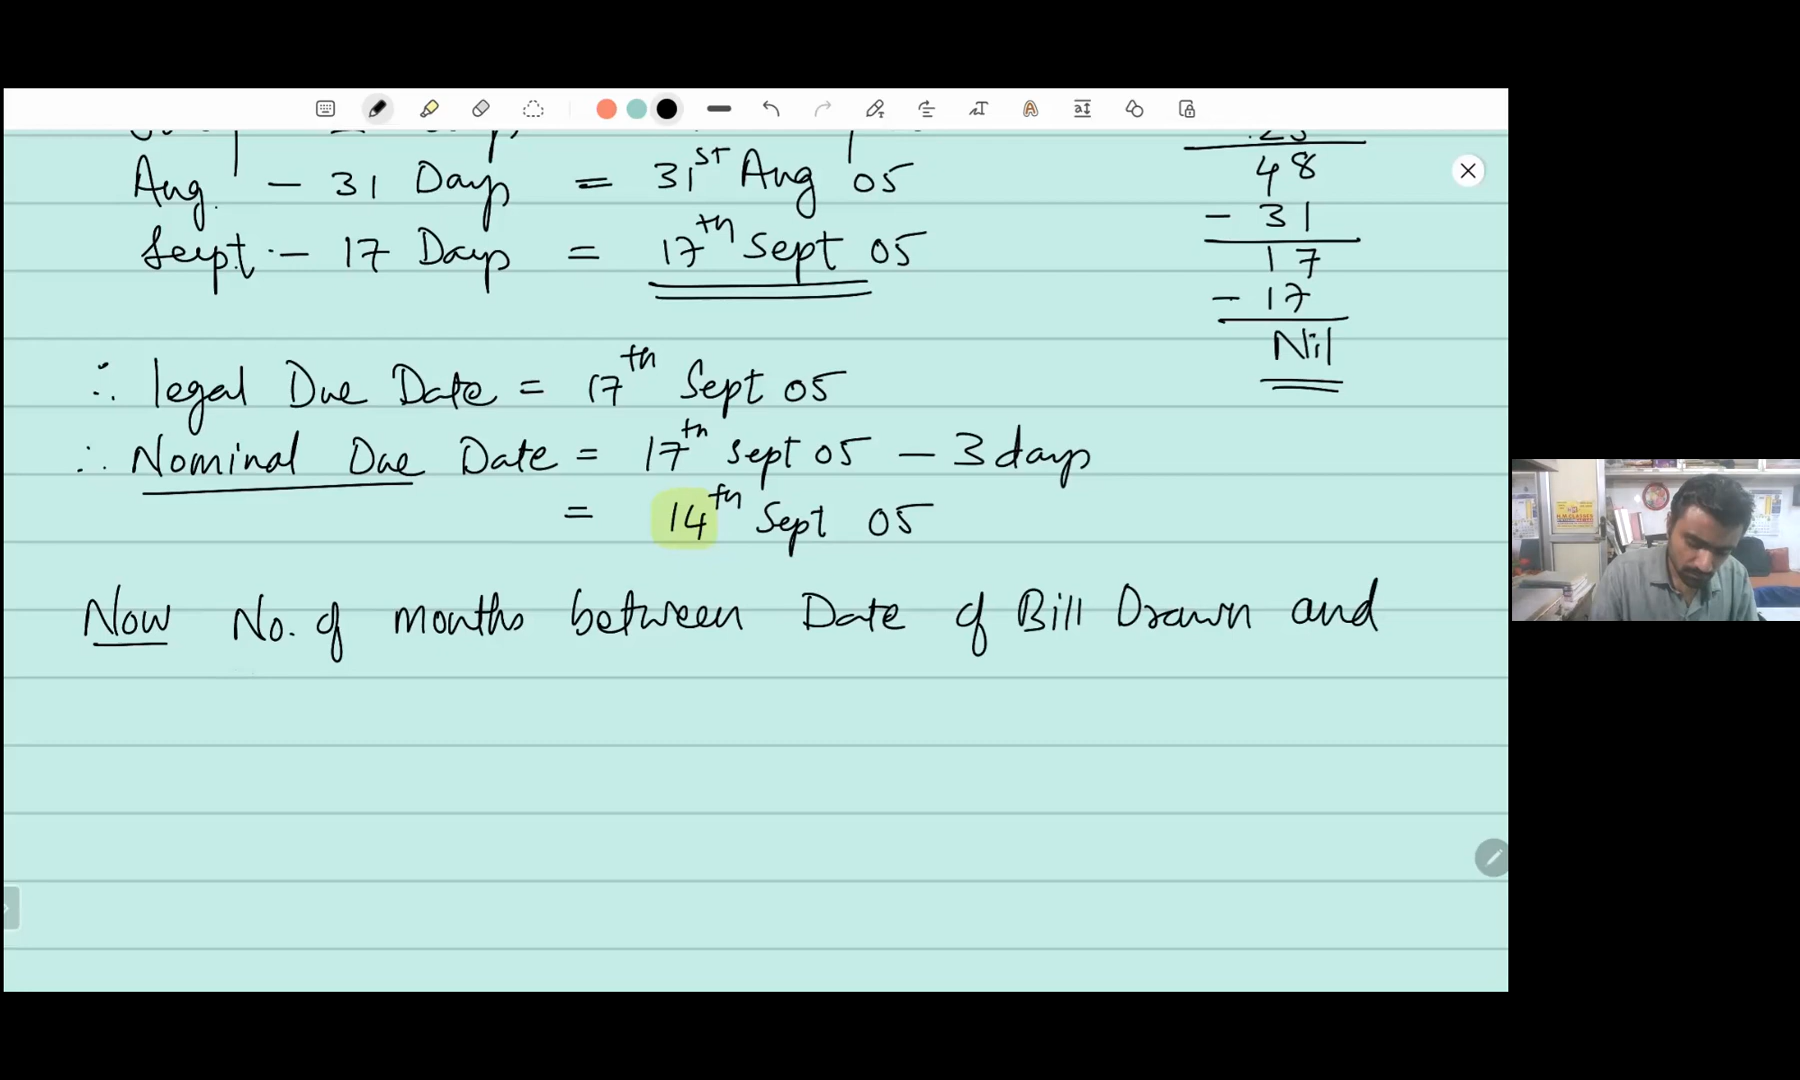 Aug - 31 Days = 31st Aug 05
Sept - 17 Days = 17th Sept 05
48
- 31
17
- 17
Nil
∴ legal Due Date = 17th Sept 05
∴ Nominal Due Date = 17th Sept 05 - 3 days
= 14th Sept 05
Now No. of months between Date of Bill Drawn and